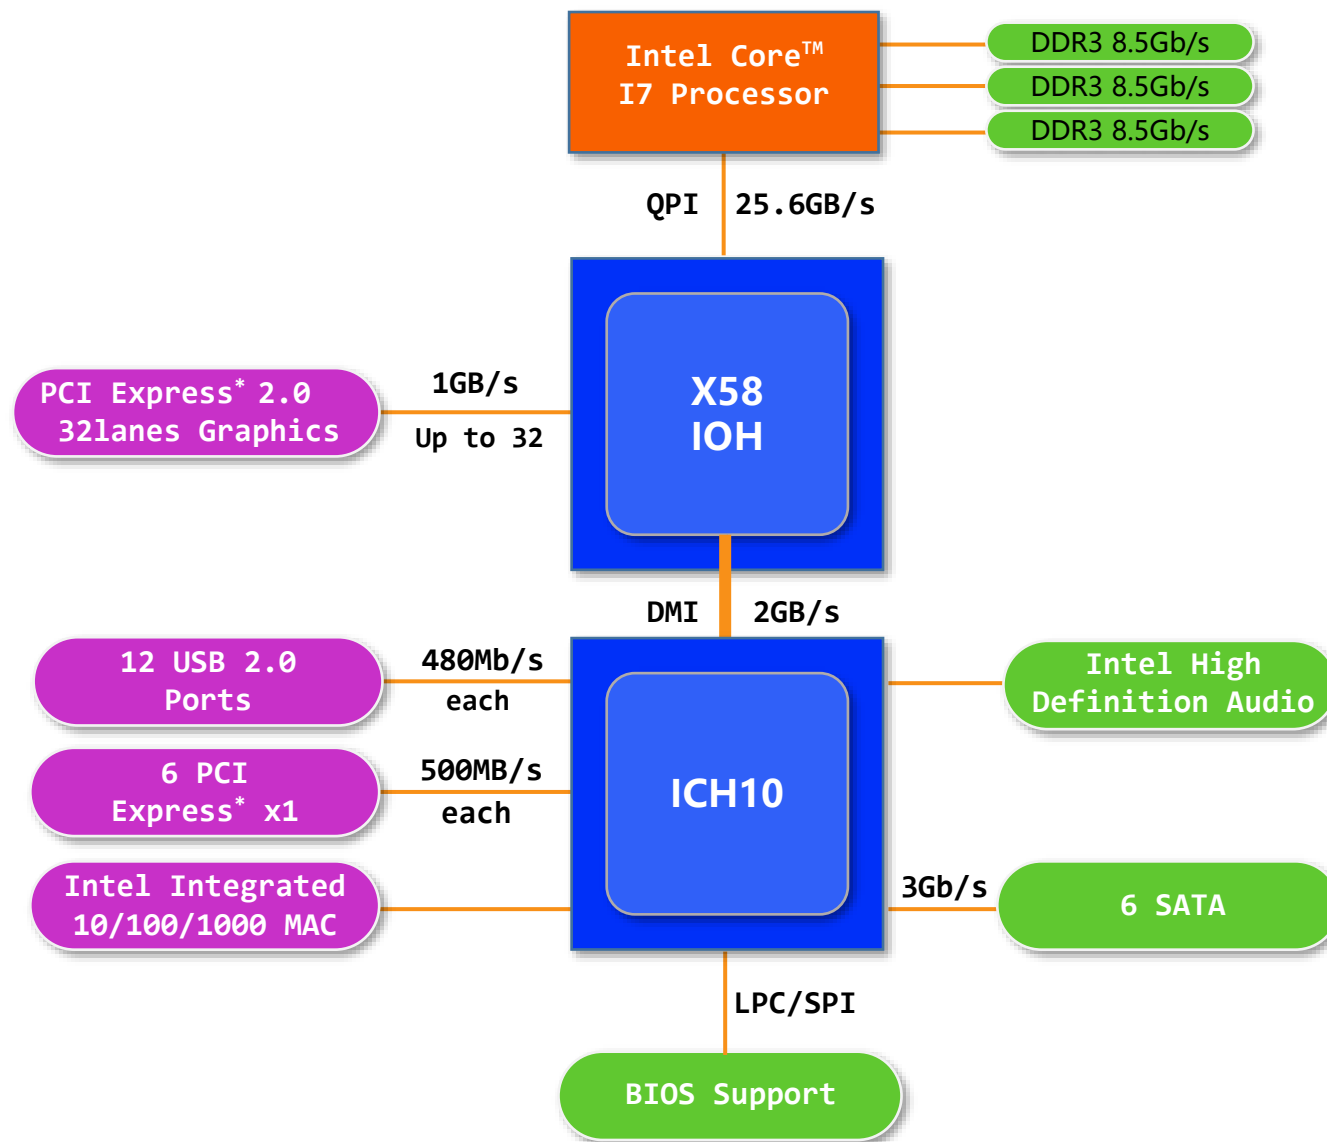 Intel Core™
I7 Processor
DDR3 8.5Gb/s
DDR3 8.5Gb/s
DDR3 8.5Gb/s
QPI 25.6GB/s
X58
IOH
PCI Express* 2.0
32lanes Graphics
1GB/s
Up to 32
DMI 2GB/s
12 USB 2.0
Ports
480Mb/s
each
6 PCI
Express* x1
500MB/s
each
Intel Integrated
10/100/1000 MAC
ICH10
Intel High
Definition Audio
3Gb/s
6 SATA
LPC/SPI
BIOS Support